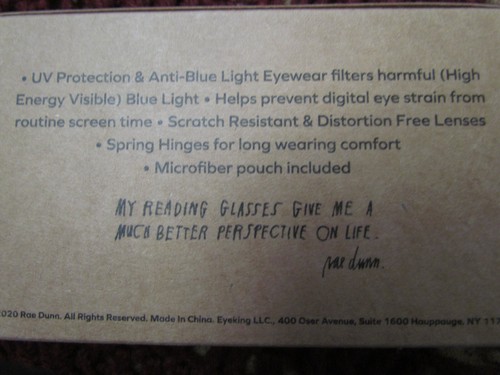 • UV Protection & Anti-Blue Light Eyewear filters harmful (High
Energy Visible) Blue Light • Helps prevent digital eye strain from
routine screen time • Scratch Resistant & Distortion Free Lenses
• Spring Hinges for long wearing comfort
• Microfiber pouch included
MY READING GLASSES GIVE ME A
MUCH BETTER PERSPECTIVE ON LIFE.
rae dunn.
020 Rae Dunn. All Rights Reserved. Made In China. Eyeking LLC., 400 Oser Avenue, Suite 1600 Hauppauge, NY 117